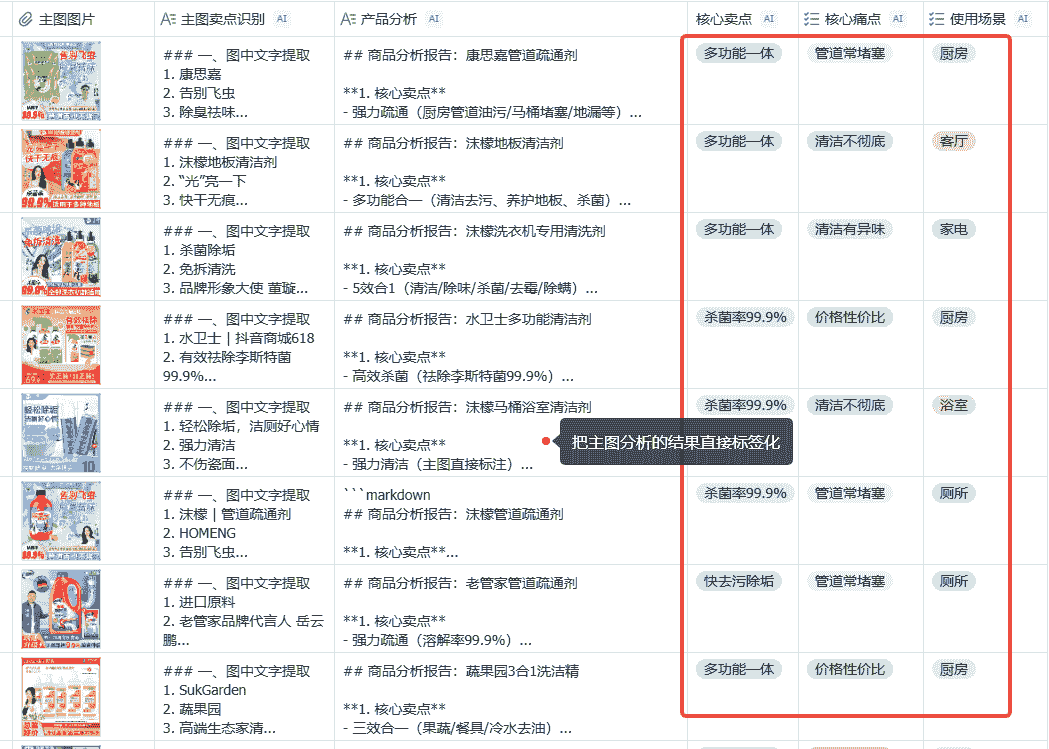 主图图片 主图卖点识别 AI 产品分析 AI 核心卖点 AI 核心痛点 AI 使用场景 AI
### 一、图中文字提取
1. 康思嘉
2. 告别飞虫
3. 除臭祛味...
## 商品分析报告：康思嘉管道疏通剂
**1. 核心卖点**
- 强力疏通（厨房管道油污/马桶堵塞/地漏等）...
多功能一体 管道常堵塞 厨房
### 一、图中文字提取
1. 沫檬地板清洁剂
2. “光”亮一下
3. 快干无痕...
## 商品分析报告：沫檬地板清洁剂
**1. 核心卖点**
- 多功能合一（清洁去污、养护地板、杀菌）...
多功能一体 清洁不彻底 客厅
### 一、图中文字提取
1. 杀菌除垢
2. 免拆清洗
3. 品牌形象大使 董璇...
## 商品分析报告：沫檬洗衣机专用清洗剂
**1. 核心卖点**
- 5效合1（清洁/除味/杀菌/去霉/除螨）...
多功能一体 清洁有异味 家电
### 一、图中文字提取
1. 水卫士 | 抖音商城618
2. 有效祛除李斯特菌
99.9%...
## 商品分析报告：水卫士多功能清洁剂
**1. 核心卖点**
- 高效杀菌（祛除李斯特菌99.9%）...
杀菌率99.9% 价格性价比 厨房
### 一、图中文字提取
1. 轻松除垢，洁厕好心情
2. 强力清洁
3. 不伤瓷面...
## 商品分析报告：沫檬马桶浴室清洁剂
**1. 核心卖点**
- 强力清洁（主图直接标注）...
杀菌率99.9% 清洁不彻底 浴室
把主图分析的结果直接标签化
### 一、图中文字提取
1. 沫檬 | 管道疏通剂
2. HOMENG
3. 告别飞虫...
```markdown
## 商品分析报告：沫檬管道疏通剂
**1. 核心卖点**...
杀菌率99.9% 管道常堵塞 厕所
### 一、图中文字提取
1. 进口原料
2. 老管家品牌代言人 岳云
鹏...
## 商品分析报告：老管家管道疏通剂
**1. 核心卖点**
- 强力疏通（溶解率99.9%）...
快去污除垢 管道常堵塞 厕所
### 一、图中文字提取
1. SukGarden
2. 蔬果园
3. 高端生态家清...
## 商品分析报告：蔬果园3合1洗洁精
**1. 核心卖点**
- 三效合一（果蔬/餐具/冷水去油）...
多功能一体 价格性价比 厨房